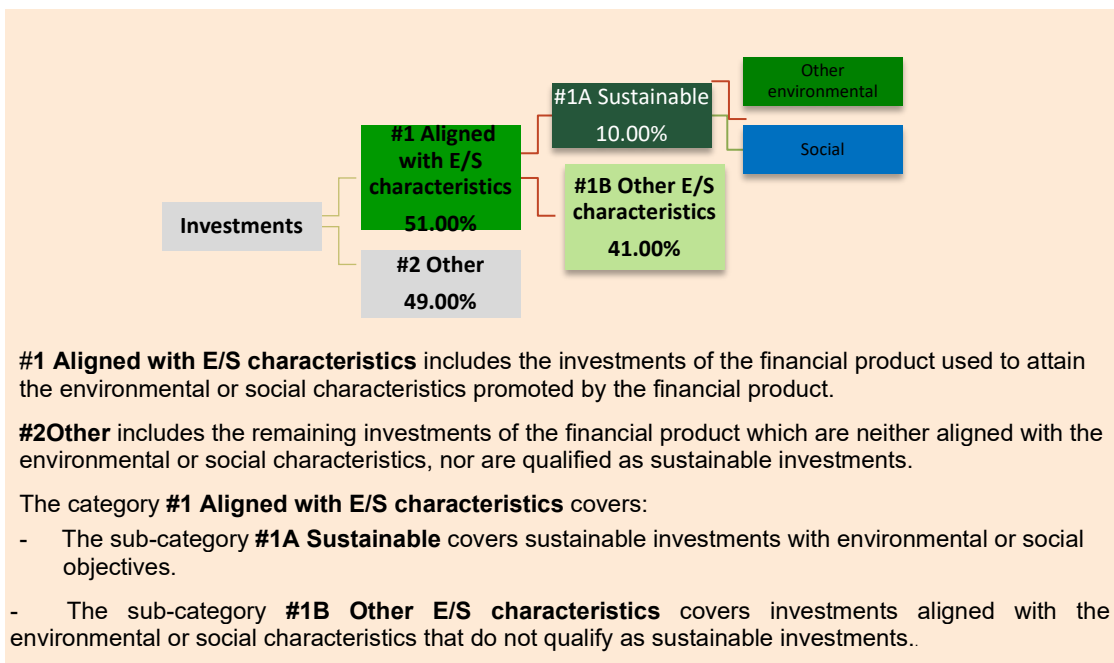 Other
environmental
#1A Sustainable
10.00%
Social
#1 Aligned
with E/S
characteristics
51.00%
#1B Other E/S
characteristics
41.00%
Investments
#2 Other
49.00%
#1 Aligned with E/S characteristics includes the investments of the financial product used to attain
the environmental or social characteristics promoted by the financial product.
#2Other includes the remaining investments of the financial product which are neither aligned with the
environmental or social characteristics, nor are qualified as sustainable investments.
The category #1 Aligned with E/S characteristics covers:
- The sub-category #1A Sustainable covers sustainable investments with environmental or social
objectives.
- The sub-category #1B Other E/S characteristics covers investments aligned with the
environmental or social characteristics that do not qualify as sustainable investments..